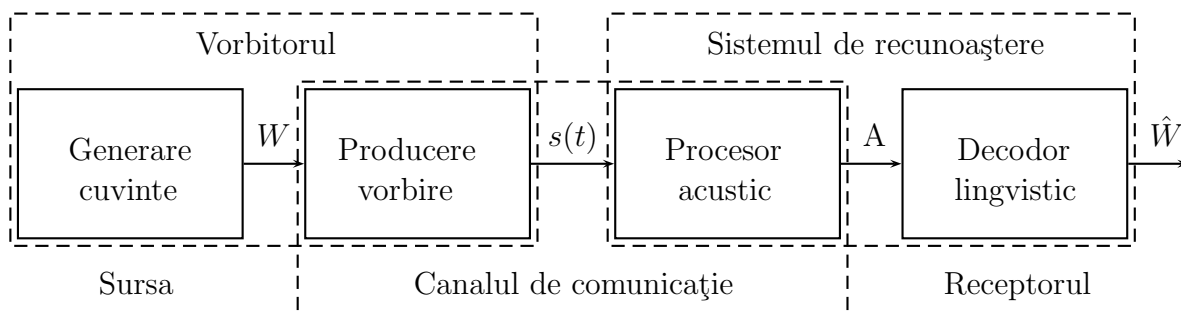 Vorbitorul
Sistemul de recunoaştere
Generare
cuvinte
W
Producere
vorbire
s(t)
Procesor
acustic
A
Decodor
lingvistic
Ŵ
Sursa
Canalul de comunicaţie
Receptorul